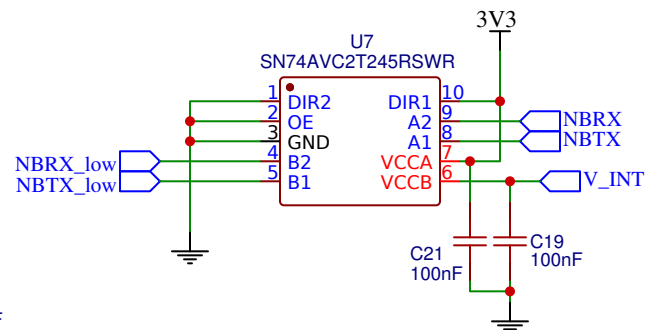 3V3
U7
SN74AVC2T245RSWR
1 DIR2 DIR1 10
2 OE A2 9 NBRX
3 GND A1 8 NBTX
NBRX_low 4 B2 VCCA 7
NBTX_low 5 B1 VCCB 6 V_INT
C21
100nF
C19
100nF